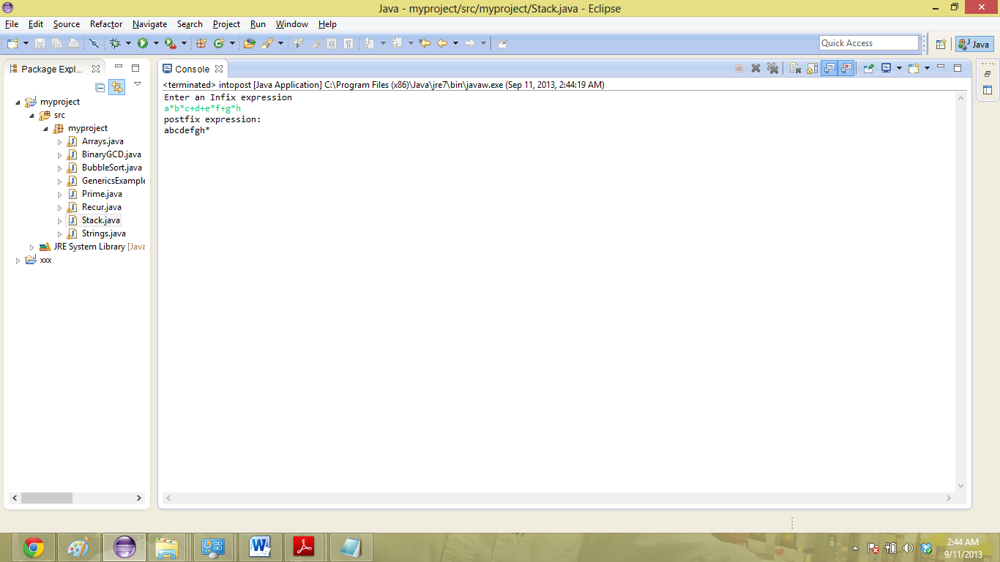 Java - myproject/src/myproject/Stack.java - Eclipse
File Edit Source Refactor Navigate Search Project Run Window Help
Quick Access
Java
Package Expl...
Console
<terminated> intopost [Java Application] C:\Program Files (x86)\Java\jre7\bin\javaw.exe (Sep 11, 2013, 2:44:19 AM)
Enter an Infix expression
a*b*c+d+e*f+g*h
postfix expression:
abcdefgh*
myproject
src
myproject
Arrays.java
BinaryGCD.java
BubbleSort.java
GenericsExample
Prime.java
Recur.java
Stack.java
Strings.java
JRE System Library [Java
xxx
2:44 AM
9/11/2013